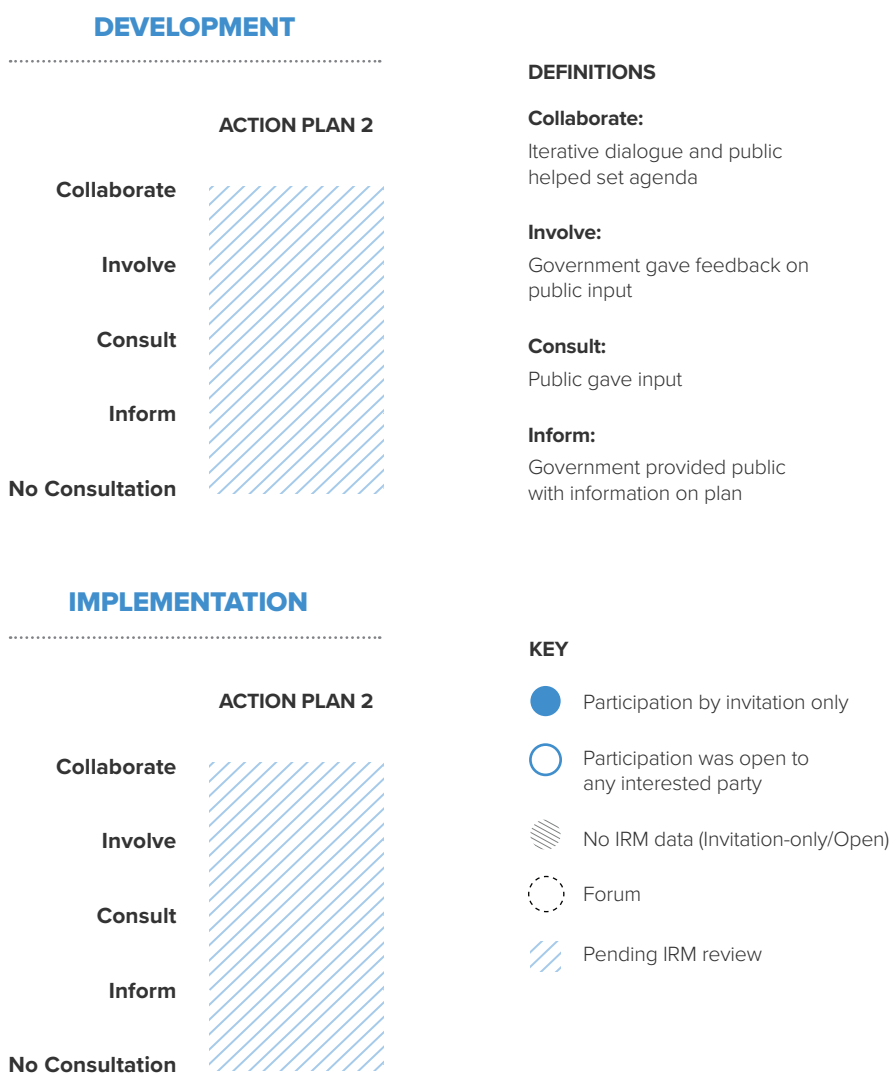 DEVELOPMENT
ACTION PLAN 2
Collaborate
Involve
Consult
Inform
No Consultation
DEFINITIONS
Collaborate:
Iterative dialogue and public
helped set agenda
Involve:
Government gave feedback on
public input
Consult:
Public gave input
Inform:
Government provided public
with information on plan
IMPLEMENTATION
ACTION PLAN 2
Collaborate
Involve
Consult
Inform
No Consultation
KEY
Participation by invitation only
Participation was open to
any interested party
No IRM data (Invitation-only/Open)
Forum
Pending IRM review